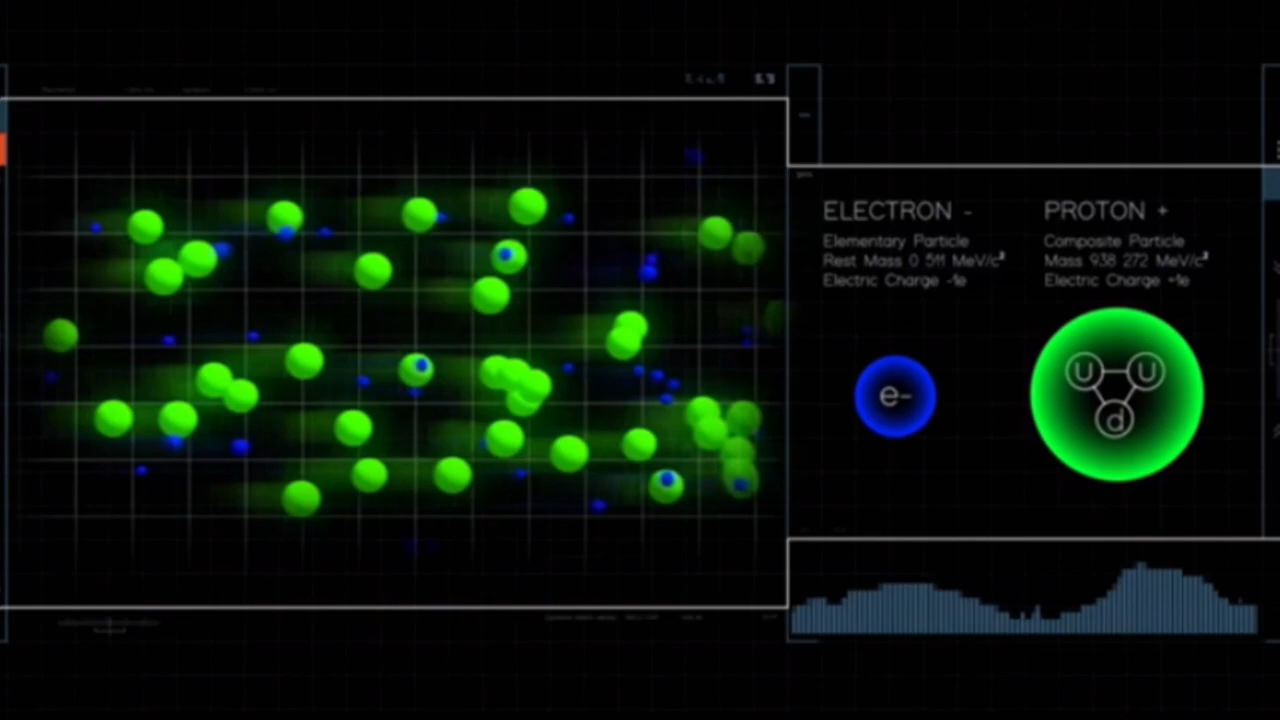 ELECTRON -
Elementary Particle
Rest Mass 0 511 MeV/c²
Electric Charge -1e
PROTON +
Composite Particle
Mass 938 272 MeV/c²
Electric Charge +1e
e-
U U
d